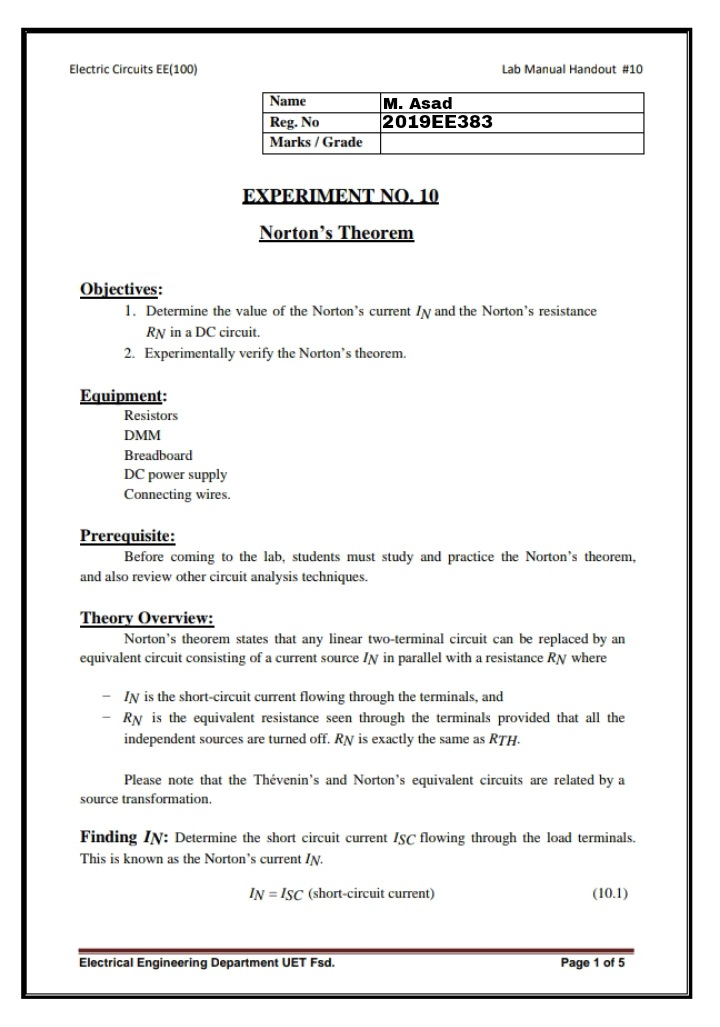 Electric Circuits EE(100) Lab Manual Handout #10
Name M. Asad
Reg. No 2019EE383
Marks / Grade
EXPERIMENT NO. 10
Norton's Theorem
Objectives:
1. Determine the value of the Norton's current IN and the Norton's resistance
RN in a DC circuit.
2. Experimentally verify the Norton's theorem.
Equipment:
Resistors
DMM
Breadboard
DC power supply
Connecting wires.
Prerequisite:
Before coming to the lab, students must study and practice the Norton's theorem,
and also review other circuit analysis techniques.
Theory Overview:
Norton's theorem states that any linear two-terminal circuit can be replaced by an
equivalent circuit consisting of a current source IN in parallel with a resistance RN where
− IN is the short-circuit current flowing through the terminals, and
− RN is the equivalent resistance seen through the terminals provided that all the
independent sources are turned off. RN is exactly the same as RTH.
Please note that the Thévenin's and Norton's equivalent circuits are related by a
source transformation.
Finding IN: Determine the short circuit current ISC flowing through the load terminals.
This is known as the Norton's current IN.
IN = ISC (short-circuit current) (10.1)
Electrical Engineering Department UET Fsd. Page 1 of 5